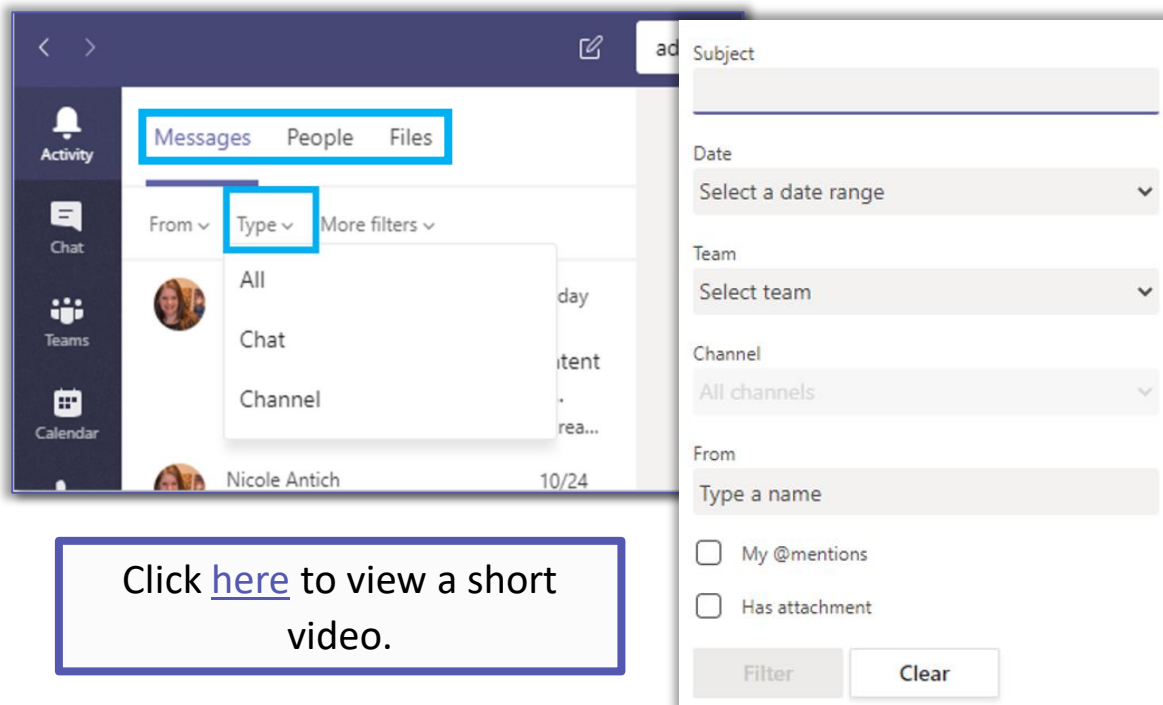 ad
Messages People Files
Activity
From Type More filters
Chat
All
day
Chat
Teams
Channel
Calendar
rea...
Nicole Antich 10/24
Click here to view a short
video.
Subject
Date
Select a date range
Team
Select team
Channel
All channels
From
Type a name
My @mentions
Has attachment
Filter Clear